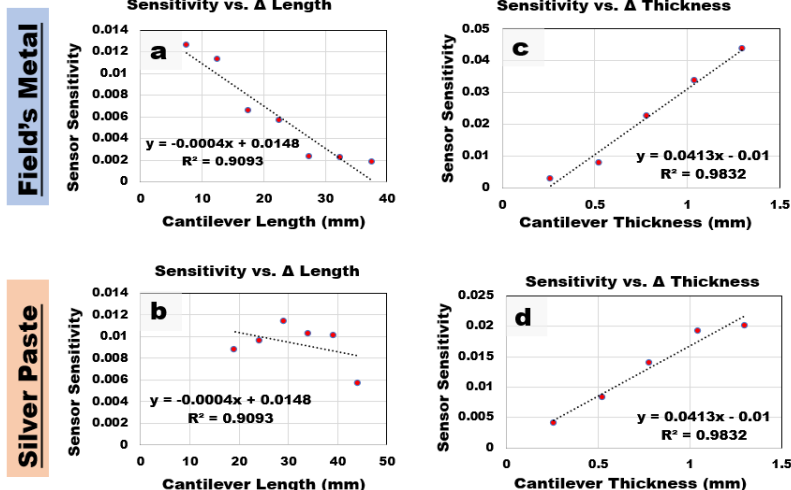 Field's Metal
Sensitivity vs. Δ Length
a
0.014
0.012
0.01
0.008
0.006
0.004
0.002
0
Sensor Sensitivity
y = -0.0004x + 0.0148
R² = 0.9093
0 10 20 30 40
Cantilever Length (mm)
Sensitivity vs. Δ Thickness
c
0.05
0.04
0.03
0.02
0.01
0
Sensor Sensitivity
y = 0.0413x - 0.01
R² = 0.9832
0 0.5 1 1.5
Cantilever Thickness (mm)
Silver Paste
Sensitivity vs. Δ Length
b
0.014
0.012
0.01
0.008
0.006
0.004
0.002
0
Sensor Sensitivity
y = -0.0004x + 0.0148
R² = 0.9093
0 10 20 30 40 50
Cantilever Length (mm)
Sensitivity vs. Δ Thickness
d
0.025
0.02
0.015
0.01
0.005
0
Sensor Sensitivity
y = 0.0413x - 0.01
R² = 0.9832
0 0.5 1 1.5
Cantilever Thickness (mm)